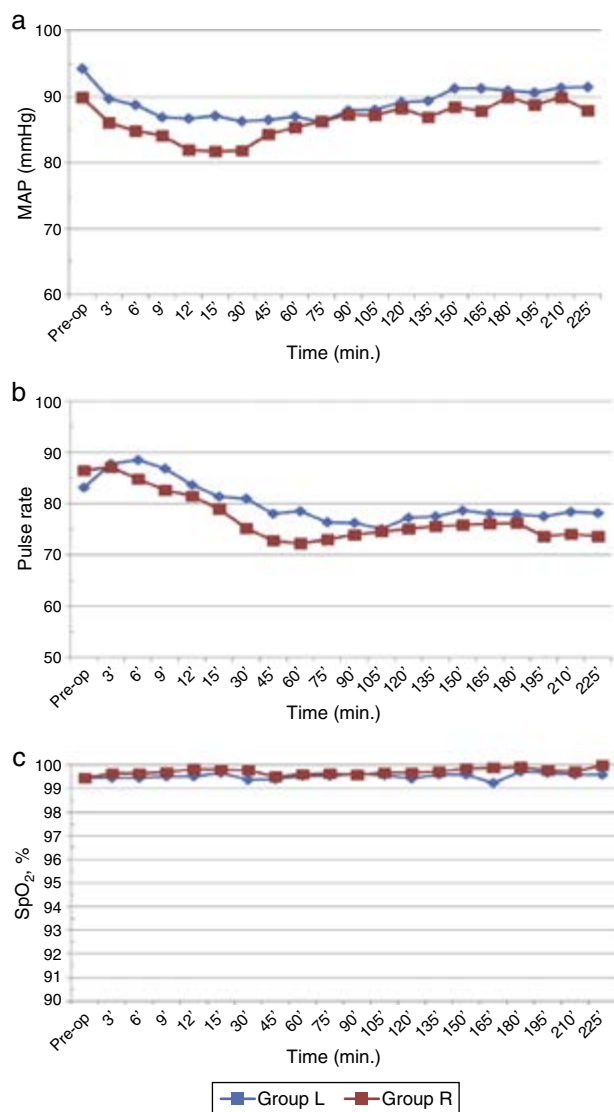 a
100
90
80
70
60
MAP (mmHg)
Pre-op 3' 6' 9' 12' 15' 30' 45' 60' 75' 90' 105' 120' 135' 150' 165' 180' 195' 210' 225'
Time (min.)
b
100
90
80
70
60
50
Pulse rate
Pre-op 3' 6' 9' 12' 15' 30' 45' 60' 75' 90' 105' 120' 135' 150' 165' 180' 195' 210' 225'
Time (min.)
c
100
99
98
97
96
95
94
93
92
91
90
SpO₂, %
Pre-op 3' 6' 9' 12' 15' 30' 45' 60' 75' 90' 105' 120' 135' 150' 165' 180' 195' 210' 225'
Time (min.)
Group L Group R